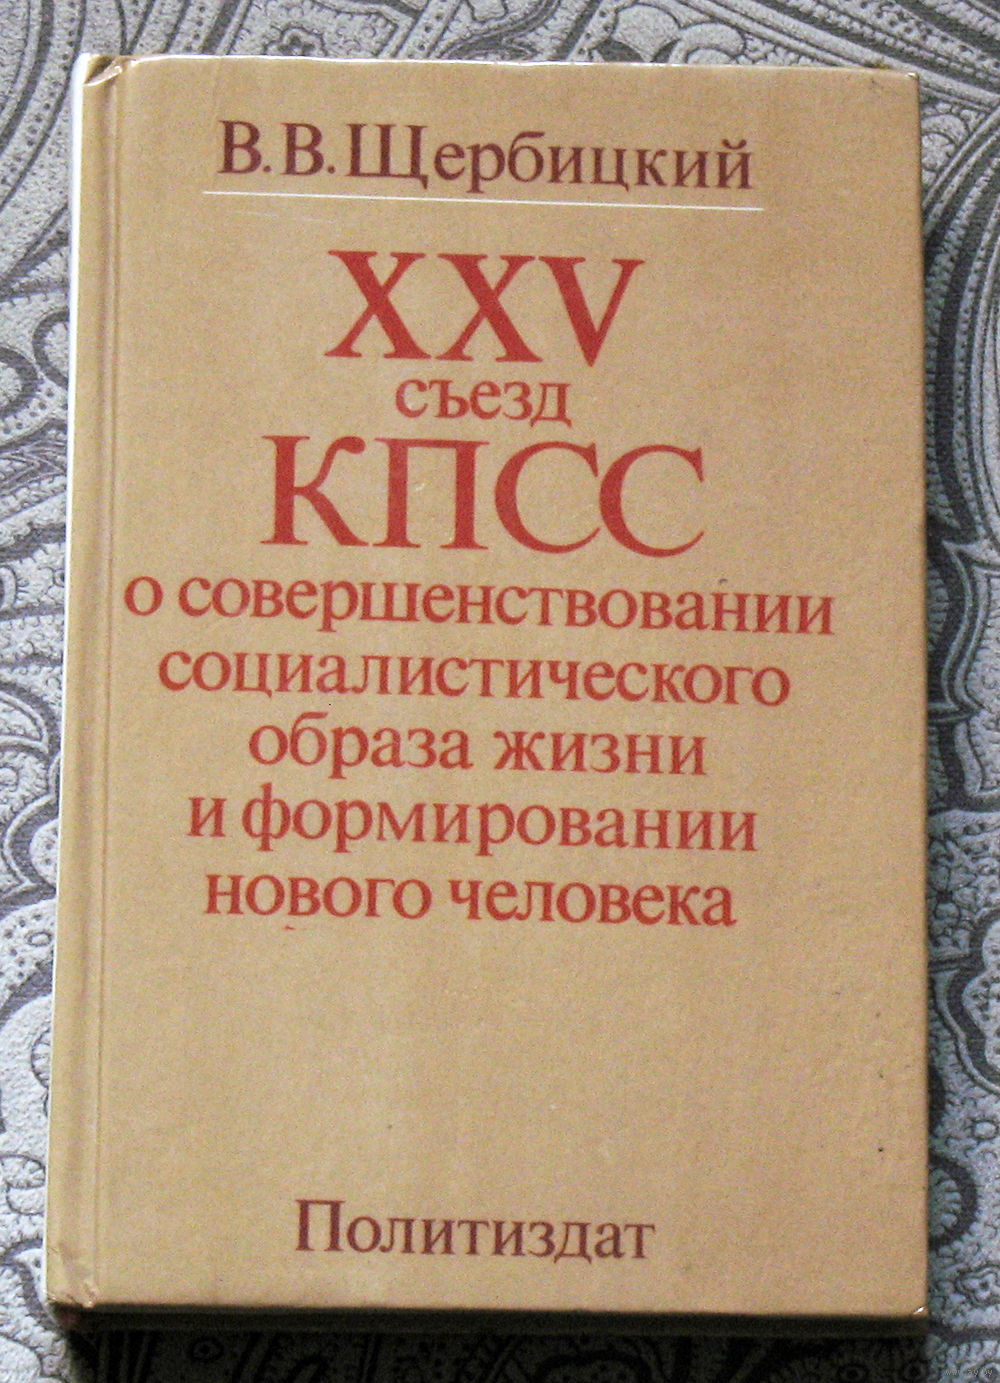 В. В. Щербицкий
XXV
съезд
КПСС
о совершенствовании
социалистического
образа жизни
и формировании
нового человека
Политиздат